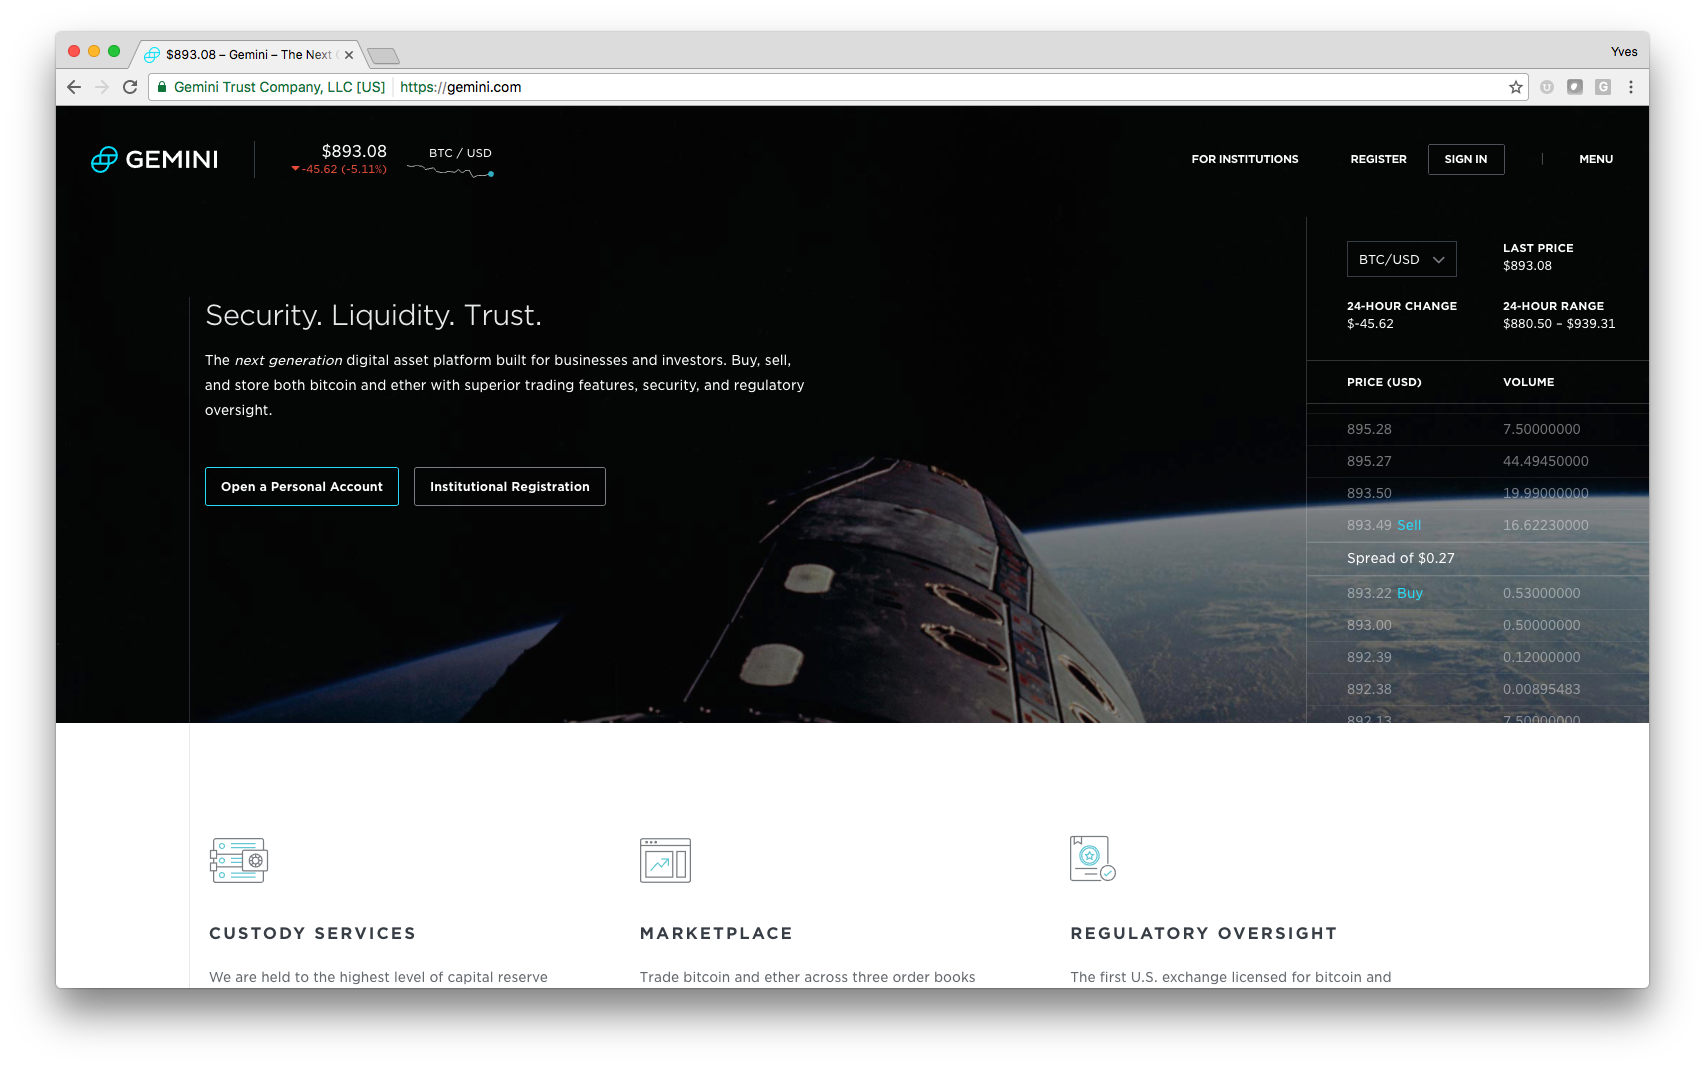 $893.08 – Gemini – The Next
Yves
Gemini Trust Company, LLC [US]
https://gemini.com
GEMINI
$893.08
-45.62 (-5.11%)
BTC / USD
FOR INSTITUTIONS
REGISTER
SIGN IN
MENU
Security. Liquidity. Trust.
The next generation digital asset platform built for businesses and investors. Buy, sell,
and store both bitcoin and ether with superior trading features, security, and regulatory
oversight.
Open a Personal Account
Institutional Registration
BTC/USD
LAST PRICE
$893.08
24-HOUR CHANGE
$-45.62
24-HOUR RANGE
$880.50 – $939.31
PRICE (USD) VOLUME
895.28 7.50000000
895.27 44.49450000
893.50 19.99000000
893.49 Sell 16.62230000
Spread of $0.27
893.22 Buy 0.53000000
893.00 0.50000000
892.39 0.12000000
892.38 0.00895483
892.13 7.50000000
CUSTODY SERVICES
We are held to the highest level of capital reserve
MARKETPLACE
Trade bitcoin and ether across three order books
REGULATORY OVERSIGHT
The first U.S. exchange licensed for bitcoin and